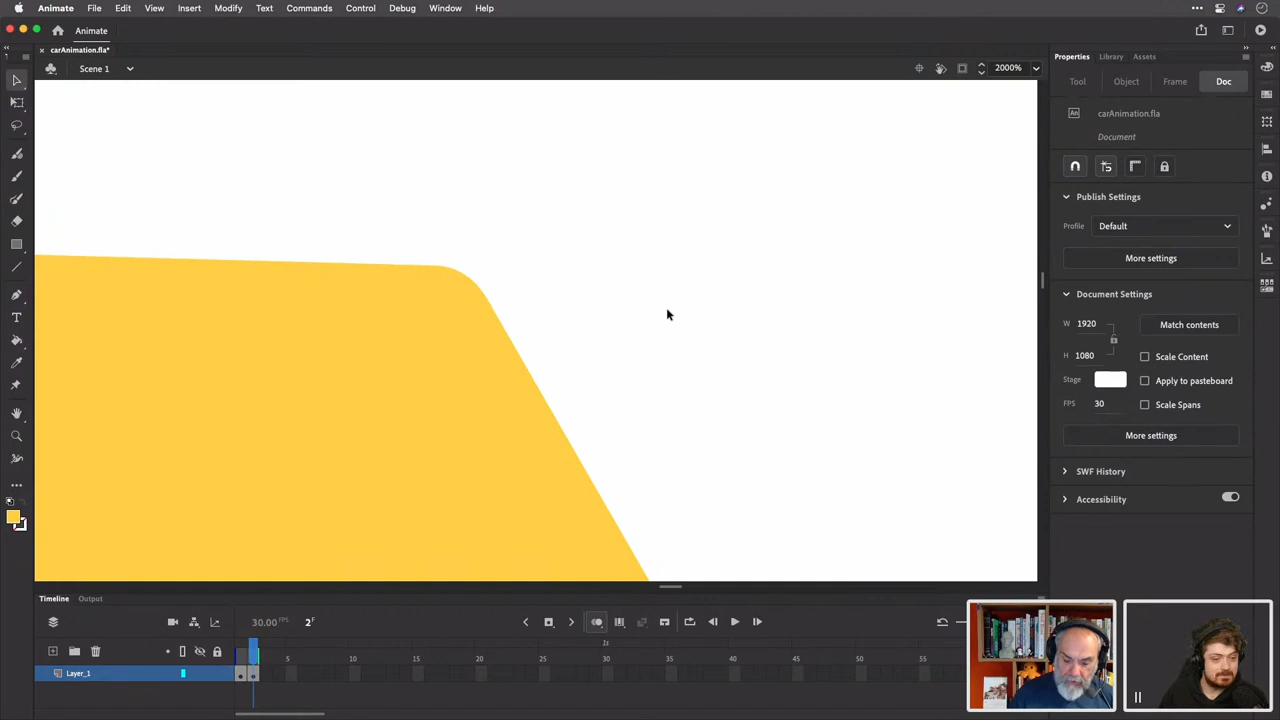 Animate File Edit View Insert Modify Text Commands Control Debug Window Help
Animate
carAnimation.fla*
Scene 1
2000%
Properties Library Assets
Tool Object Frame Doc
An carAnimation.fla
Document
Publish Settings
Profile Default
More settings
Document Settings
W 1920 Match contents
H 1080 Scale Content
Stage Apply to pasteboard
FPS 30 Scale Spans
More settings
SWF History
Accessibility
Timeline Output
30.00 FPS 2 F
1s
5 10 15 20 25 30 35 40 45 50 55
Layer_1